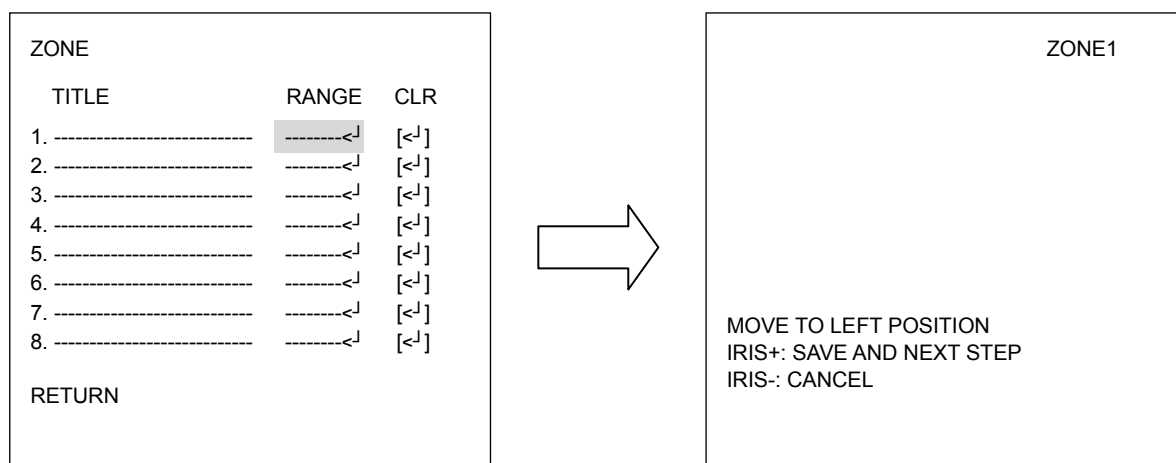 ZONE
TITLE RANGE CLR
1. ---------------------------- --------<┘ [<┘]
2. ---------------------------- --------<┘ [<┘]
3. ---------------------------- --------<┘ [<┘]
4. ---------------------------- --------<┘ [<┘]
5. ---------------------------- --------<┘ [<┘]
6. ---------------------------- --------<┘ [<┘]
7. ---------------------------- --------<┘ [<┘]
8. ---------------------------- --------<┘ [<┘]
RETURN
ZONE1
MOVE TO LEFT POSITION
IRIS+: SAVE AND NEXT STEP
IRIS-: CANCEL